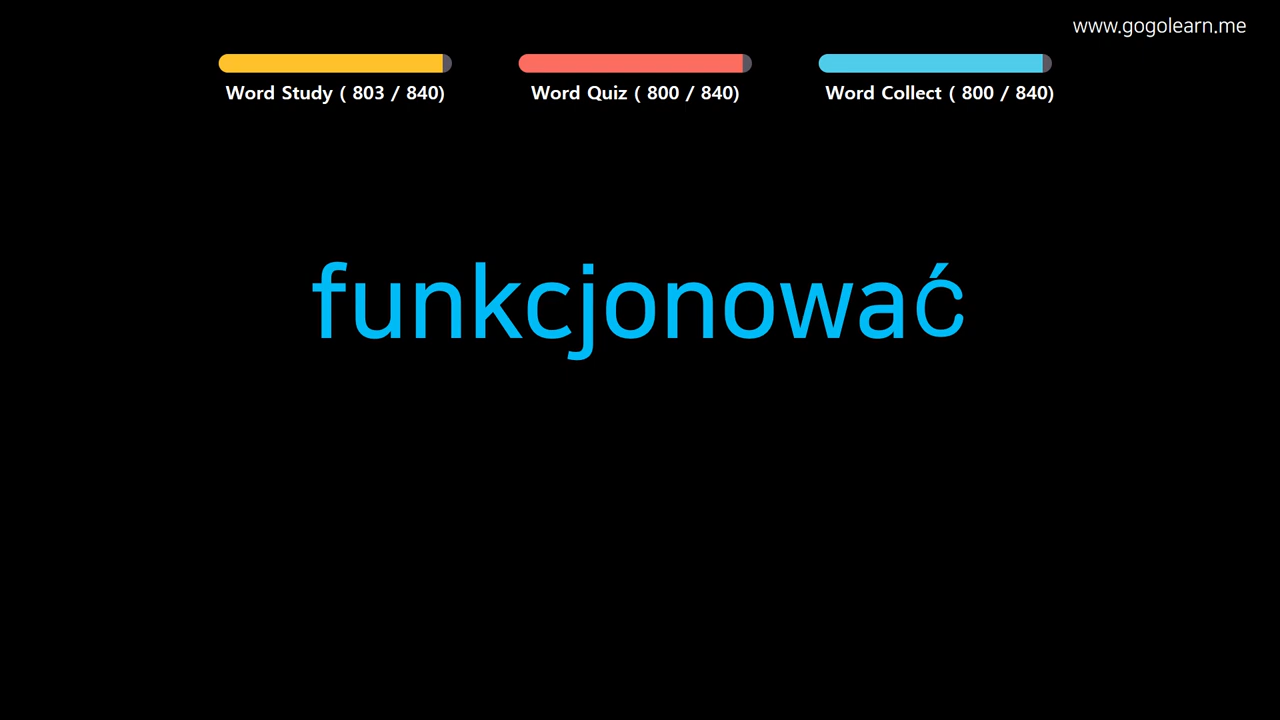 www.gogolearn.me
Word Study ( 803 / 840)
Word Quiz ( 800 / 840)
Word Collect ( 800 / 840)
funkcjonować